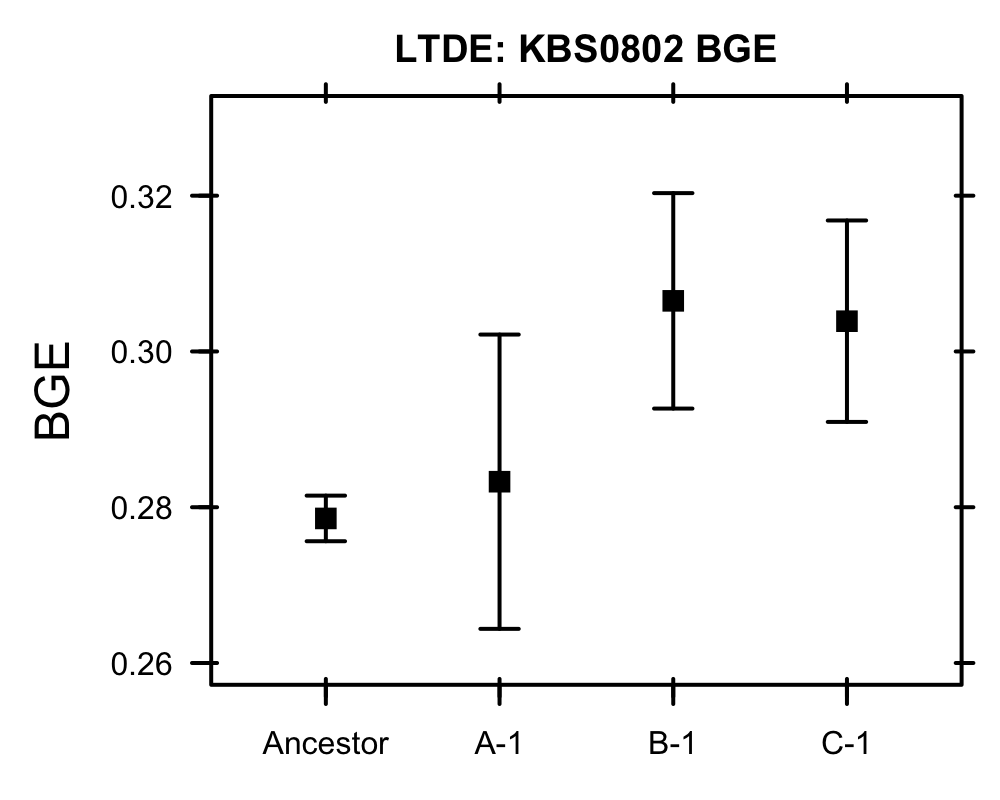 LTDE: KBS0802 BGE
BGE
0.32
0.30
0.28
0.26
Ancestor A-1 B-1 C-1